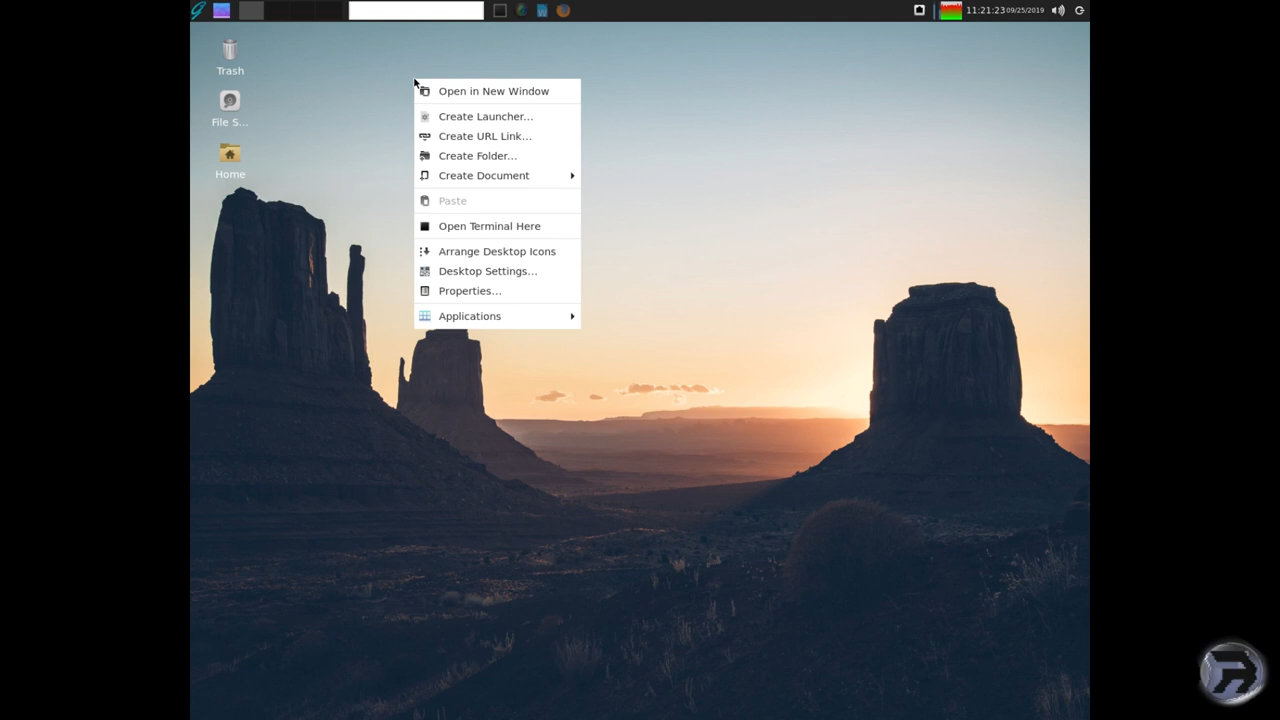 11:21:23 09/25/2019
Trash
File S...
Home
Open in New Window
Create Launcher...
Create URL Link...
Create Folder...
Create Document
Paste
Open Terminal Here
Arrange Desktop Icons
Desktop Settings...
Properties...
Applications